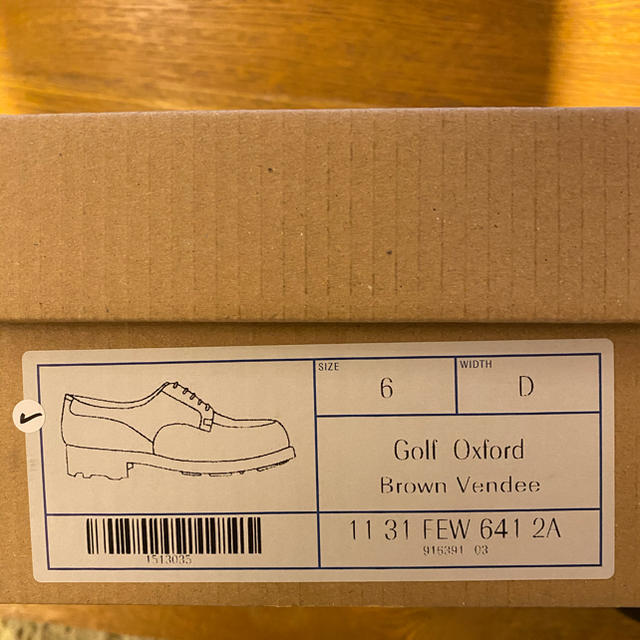 SIZE
6
WIDTH
D
Golf Oxford
Brown Vendee
11 31 FEW 641 2A
916391 03
1513035